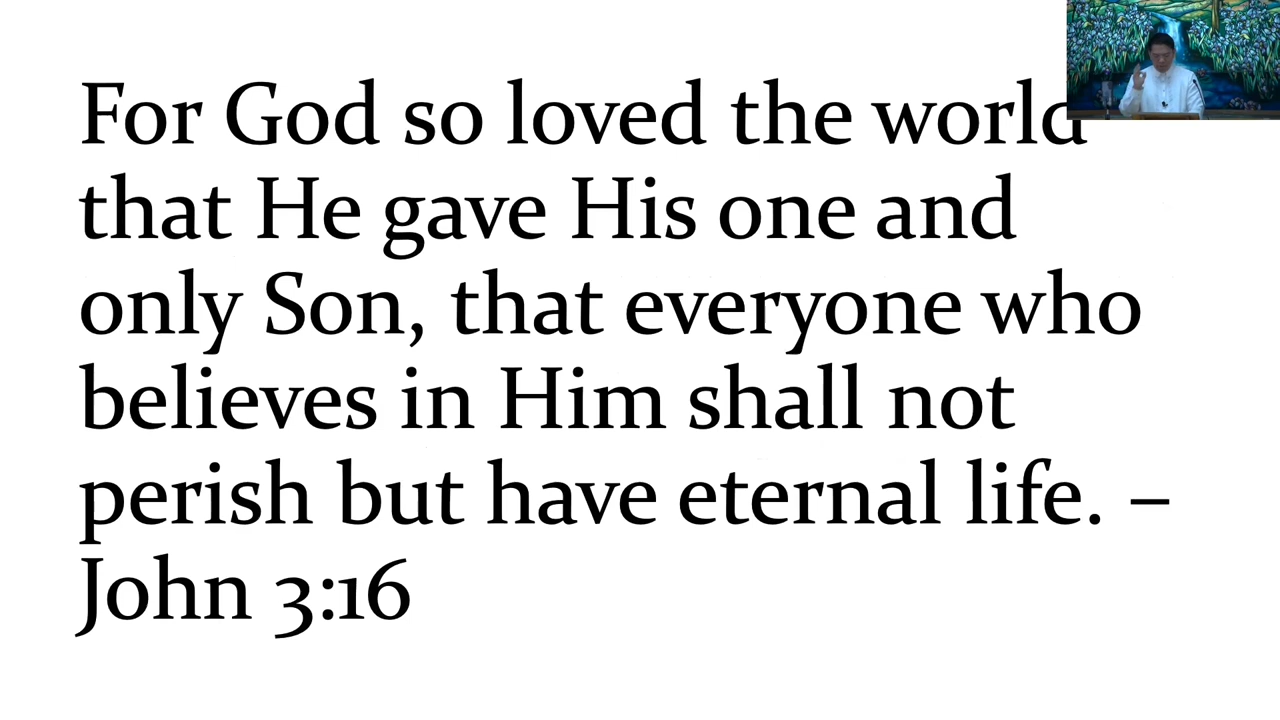 For God so loved the world
that He gave His one and
only Son, that everyone who
believes in Him shall not
perish but have eternal life. –
John 3:16